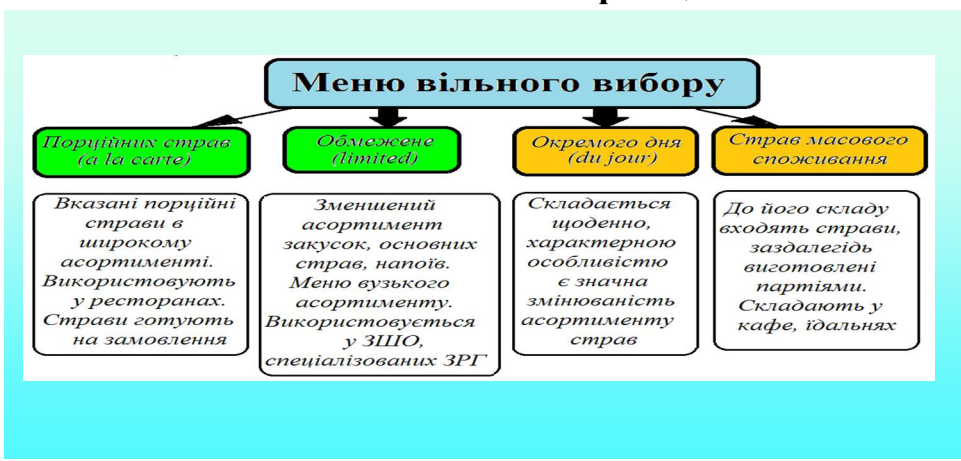 Меню вільного вибору
Порційних страв
(a la carte)
Обмежене
(limited)
Окремого дня
(du jour)
Страв масового
споживання
Вказані порційні
страви в
широкому
асортименті.
Використовують
у ресторанах.
Страви готують
на замовлення
Зменшений
асортимент
закусок, основних
страв, напоїв.
Меню вузького
асортименту.
Використовується
у ЗШО,
спеціалізованих ЗРГ
Складається
щоденно,
характерною
особливістю
є значна
змінюваність
асортименту
страв
До його складу
входять страви,
заздалегідь
виготовлені
партіями.
Складають у
кафе, їдальнях